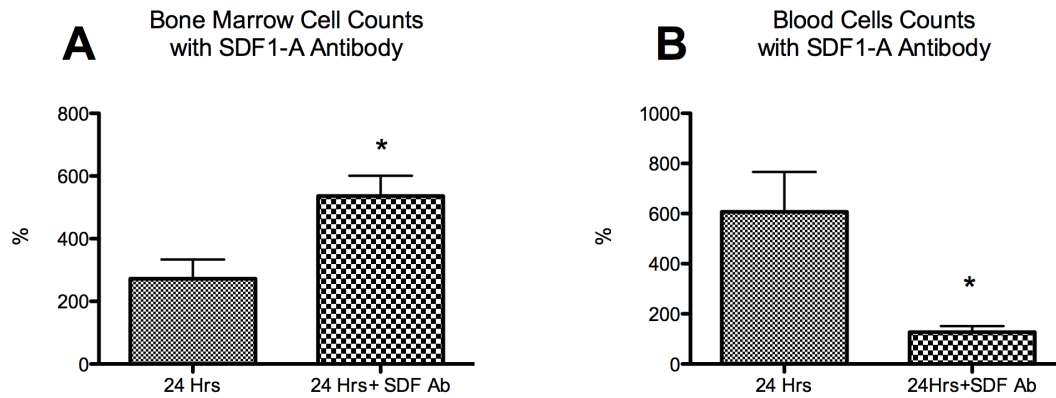 A
Bone Marrow Cell Counts
with SDF1-A Antibody
800
600
400
200
0
%
*
24 Hrs
24 Hrs+ SDF Ab
B
Blood Cells Counts
with SDF1-A Antibody
1000
800
600
400
200
0
%
*
24 Hrs
24Hrs+SDF Ab